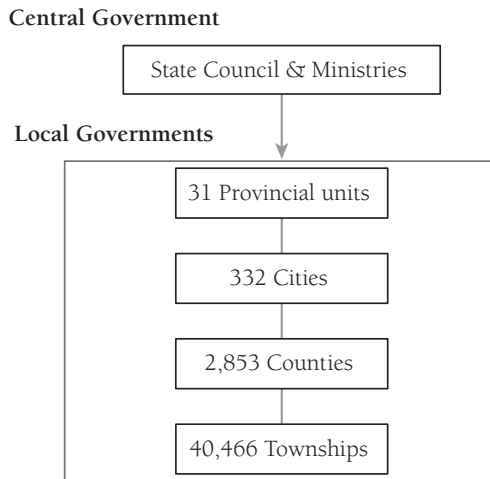 Central Government
State Council & Ministries
Local Governments
31 Provincial units
332 Cities
2,853 Counties
40,466 Townships